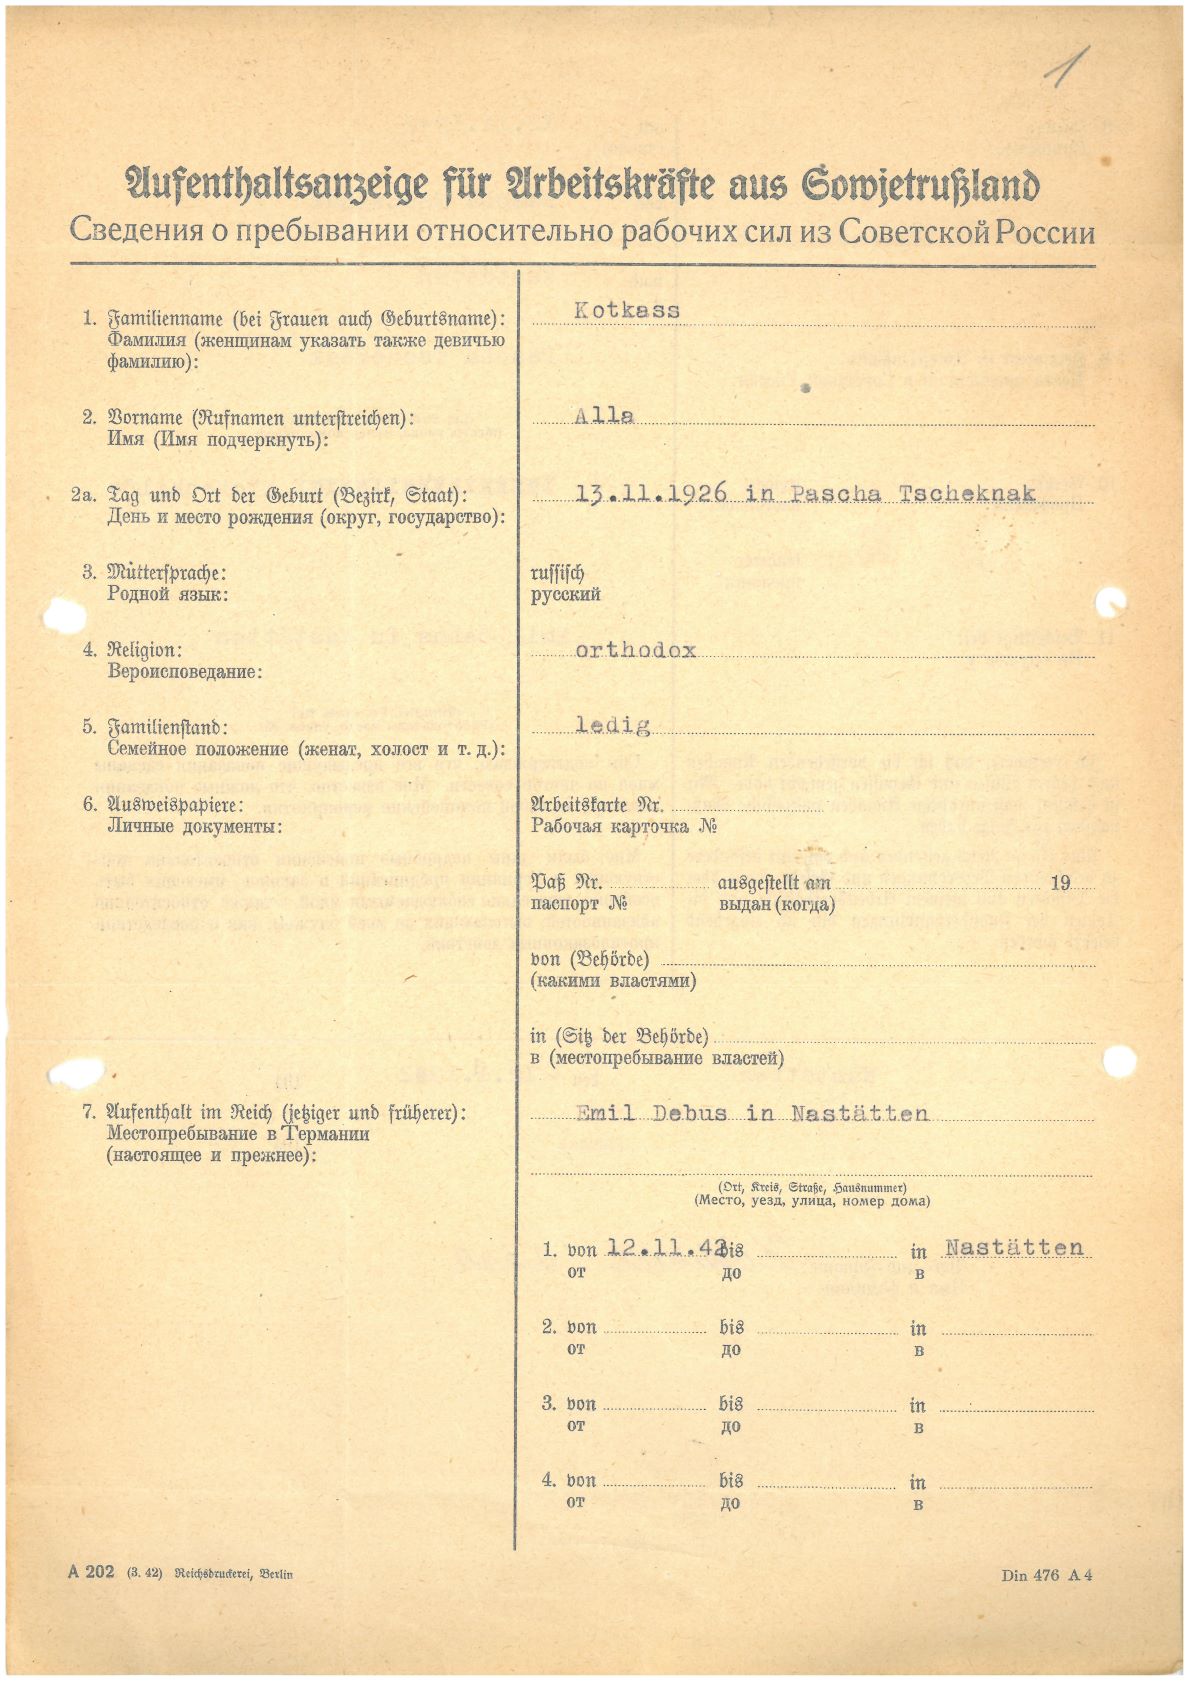 1
Aufenthaltsanzeige für Arbeitskräfte aus Sowjetrußland
Сведения о пребывании относительно рабочих сил из Советской России
1. Familienname (bei Frauen auch Geburtsname): Kotkass
Фамилия (женщинам указать также девичью
фамилию):
2. Vorname (Rufnamen unterstreichen): Alla
Имя (Имя подчеркнуть):
2a. Tag und Ort der Geburt (Bezirk, Staat): 13.11.1926 in Pascha Tscheknak
День и место рождения (округ, государство):
3. Muttersprache: russisch
Родной язык: русский
4. Religion: orthodox
Вероисповедание:
5. Familienstand: ledig
Семейное положение (женат, холост и т. д.):
6. Ausweispapiere: Arbeitskarte Nr.
Личные документы: Рабочая карточка №
Paß Nr. ausgestellt am 19
паспорт № выдан (когда)
von (Behörde)
(какими властями)
in (Sitz der Behörde)
в (местопребывание властей)
7. Aufenthalt im Reich (jetziger und früherer): Emil Debus in Nastätten
Местопребывание в Германии
(настоящее и прежнее):
(Ort, Kreis, Straße, Hausnummer)
(Место, уезд, улица, номер дома)
1. von 12.11.42 bis in Nastätten
от до в
2. von bis in
от до в
3. von bis in
от до в
4. von bis in
от до в
A 202 (3. 42) Reichsdruckerei, Berlin Din 476 A 4